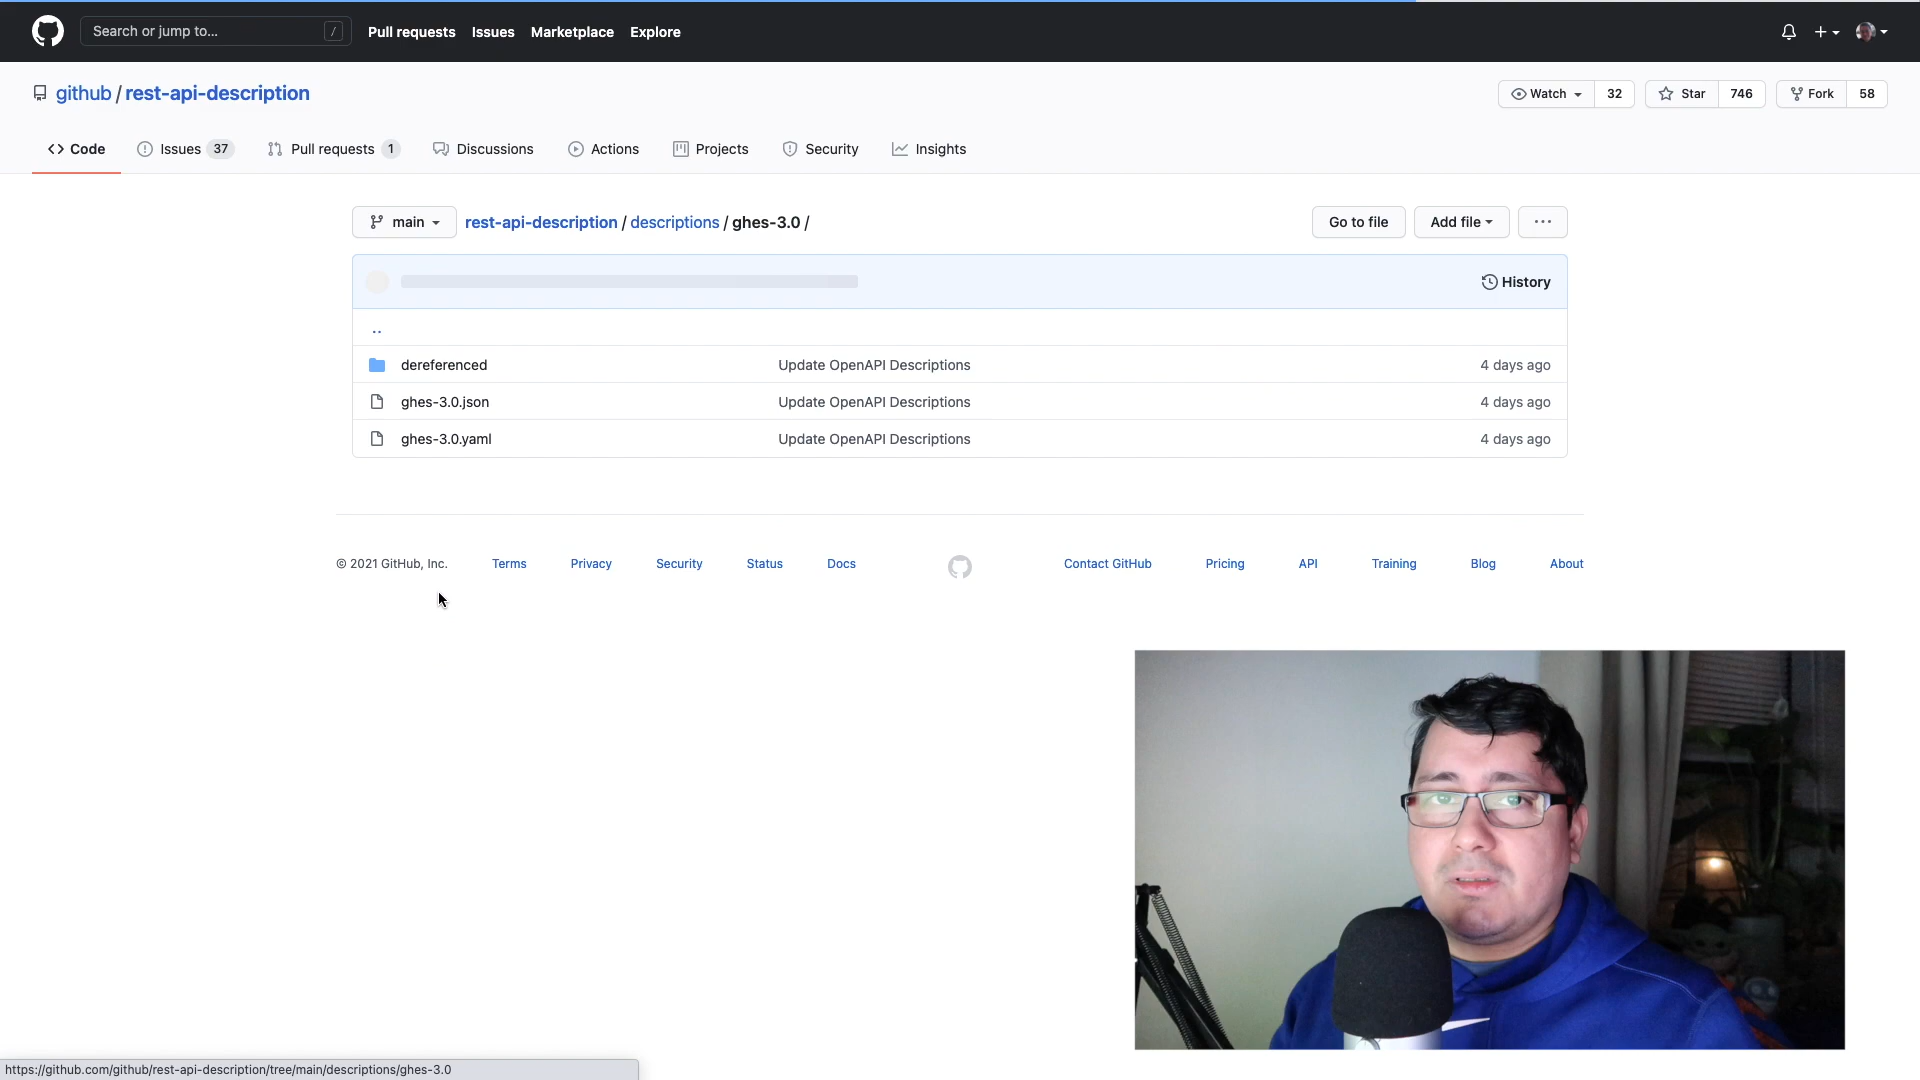 Search or jump to... / Pull requests Issues Marketplace Explore
github / rest-api-description Watch 32 Star 746 Fork 58
Code Issues 37 Pull requests 1 Discussions Actions Projects Security Insights
main rest-api-description / descriptions / ghes-3.0 / Go to file Add file ...
History
..
dereferenced Update OpenAPI Descriptions 4 days ago
ghes-3.0.json Update OpenAPI Descriptions 4 days ago
ghes-3.0.yaml Update OpenAPI Descriptions 4 days ago
© 2021 GitHub, Inc. Terms Privacy Security Status Docs Contact GitHub Pricing API Training Blog About
https://github.com/github/rest-api-description/tree/main/descriptions/ghes-3.0